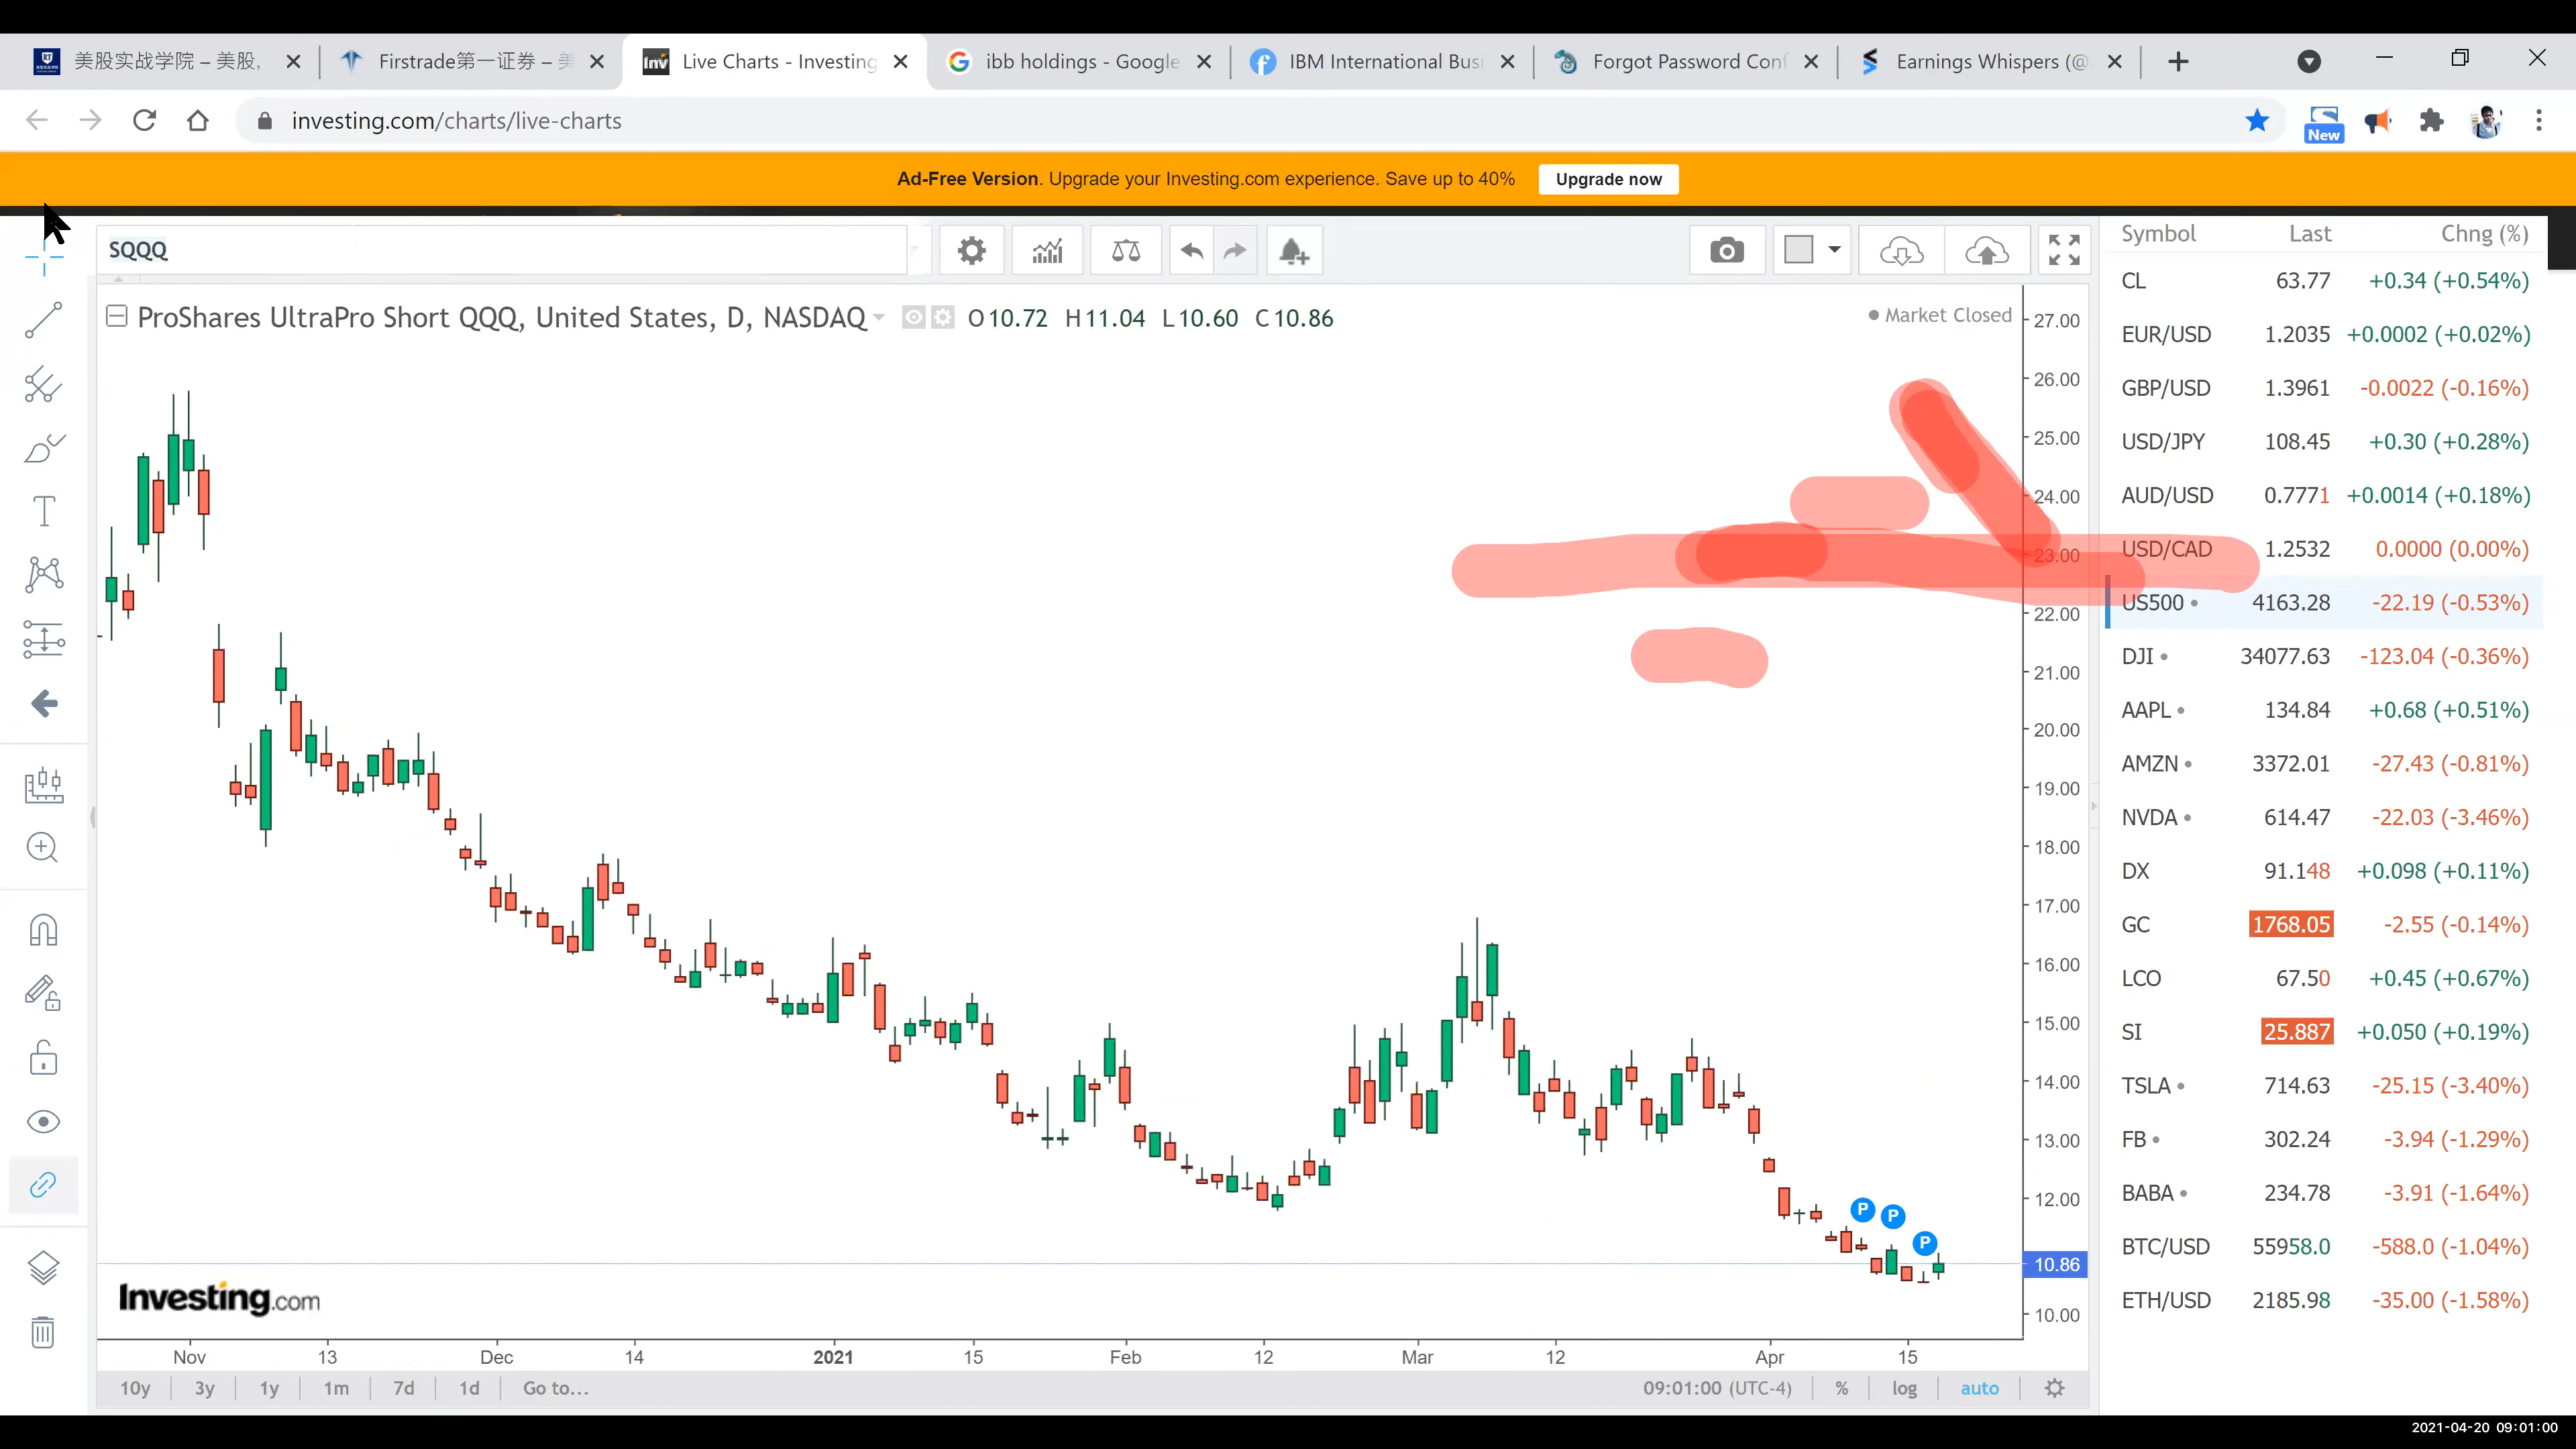 美股实战学院 – 美股,
Firstrade第一证券 – 美
Live Charts - Investing
ibb holdings - Google
IBM International Busi
Forgot Password Conf
Earnings Whispers (@
investing.com/charts/live-charts
New
Ad-Free Version. Upgrade your Investing.com experience. Save up to 40%
Upgrade now
SQQQ
ProShares UltraPro Short QQQ, United States, D, NASDAQ
O10.72 H11.04 L10.60 C10.86
Market Closed
27.00
26.00
25.00
24.00
23.00
22.00
21.00
20.00
19.00
18.00
17.00
16.00
15.00
14.00
13.00
12.00
10.86
10.00
P
P
P
Investing.com
Nov 13 Dec 14 2021 15 Feb 12 Mar 12 Apr 15
10y 3y 1y 1m 7d 1d Go to...
09:01:00 (UTC-4) % log auto
Symbol Last Chng (%)
CL 63.77 +0.34 (+0.54%)
EUR/USD 1.2035 +0.0002 (+0.02%)
GBP/USD 1.3961 -0.0022 (-0.16%)
USD/JPY 108.45 +0.30 (+0.28%)
AUD/USD 0.7771 +0.0014 (+0.18%)
USD/CAD 1.2532 0.0000 (0.00%)
US500 4163.28 -22.19 (-0.53%)
DJI 34077.63 -123.04 (-0.36%)
AAPL 134.84 +0.68 (+0.51%)
AMZN 3372.01 -27.43 (-0.81%)
NVDA 614.47 -22.03 (-3.46%)
DX 91.148 +0.098 (+0.11%)
GC 1768.05 -2.55 (-0.14%)
LCO 67.50 +0.45 (+0.67%)
SI 25.887 +0.050 (+0.19%)
TSLA 714.63 -25.15 (-3.40%)
FB 302.24 -3.94 (-1.29%)
BABA 234.78 -3.91 (-1.64%)
BTC/USD 55958.0 -588.0 (-1.04%)
ETH/USD 2185.98 -35.00 (-1.58%)
2021-04-20 09:01:00